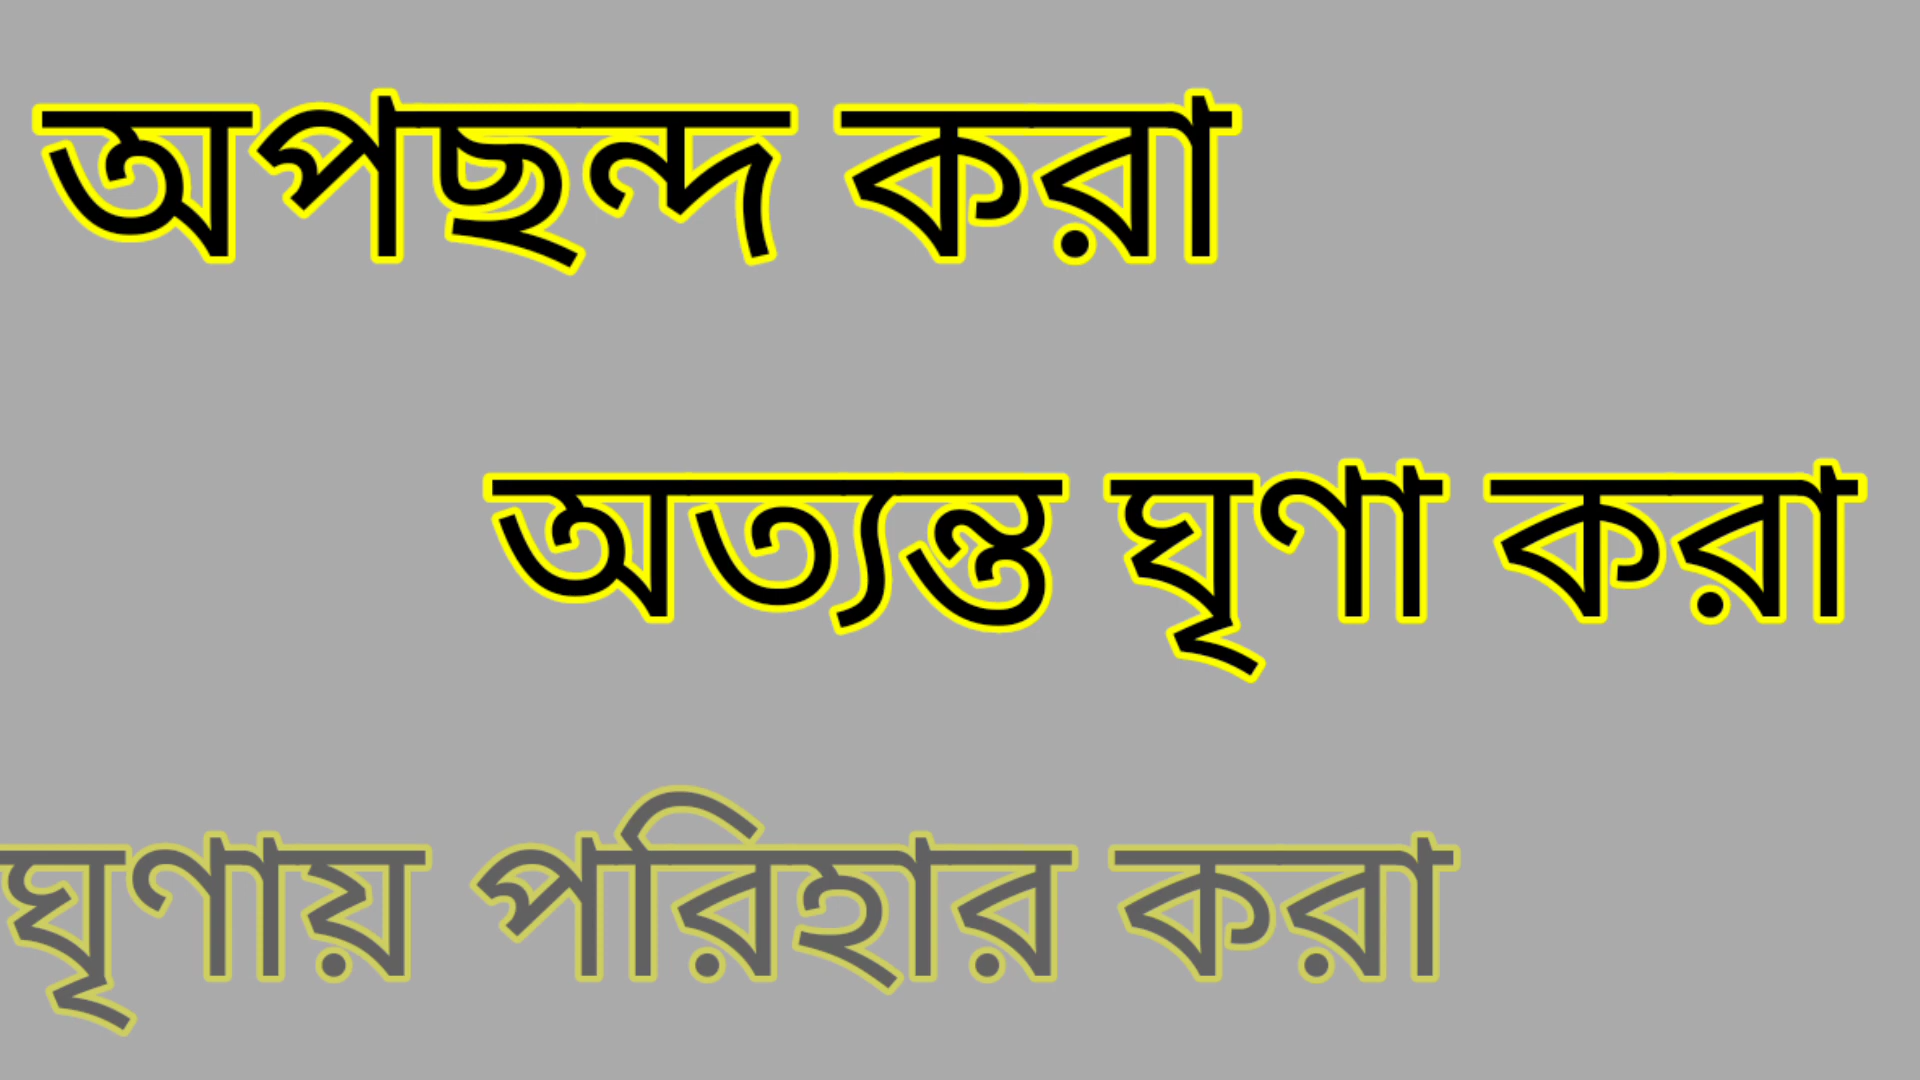 অপছন্দ করা
অত্যন্ত ঘৃণা করা
ঘৃণায় পরিহার করা